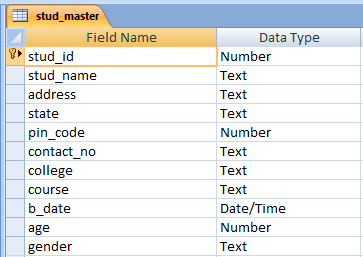 stud_master
Field Name Data Type
stud_id Number
stud_name Text
address Text
state Text
pin_code Number
contact_no Text
college Text
course Text
b_date Date/Time
age Number
gender Text